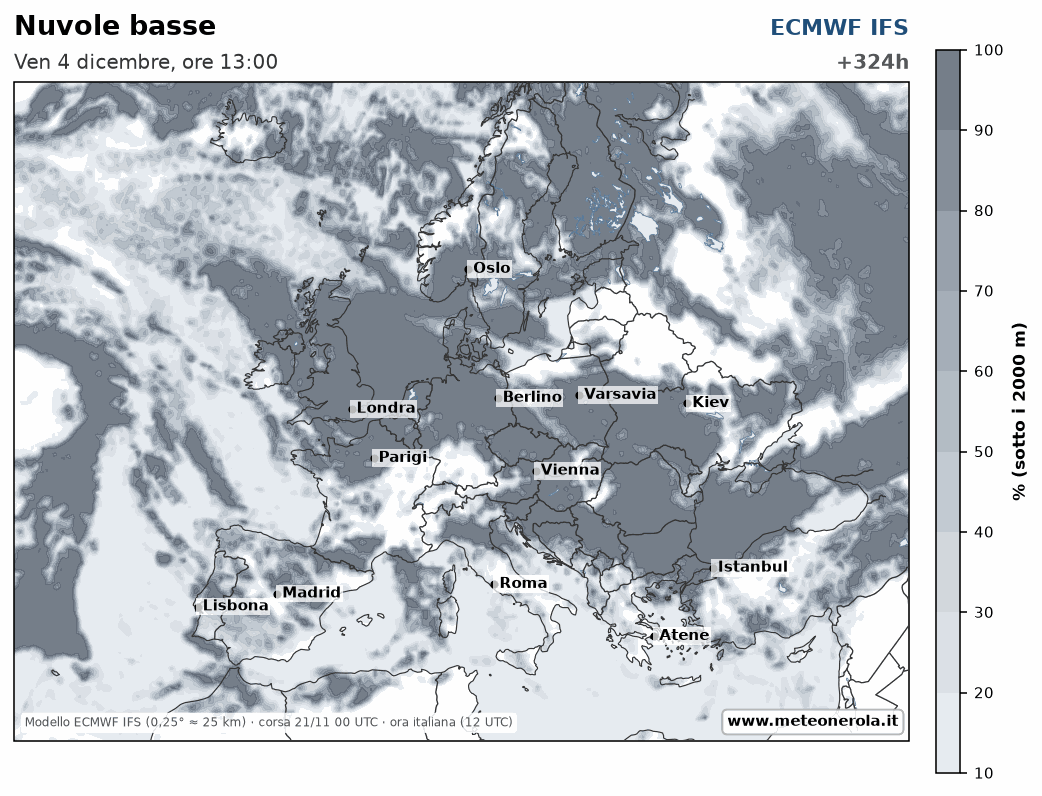 Nuvole basse
ECMWF IFS
Ven 4 dicembre, ore 13:00
+324h
100
90
80
70
60
50
40
30
20
10
% (sotto i 2000 m)
Oslo
Londra
Berlino
Varsavia
Kiev
Parigi
Vienna
Istanbul
Roma
Madrid
Lisbona
Atene
Modello ECMWF IFS (0,25° ≈ 25 km) · corsa 21/11 00 UTC · ora italiana (12 UTC)
www.meteonerola.it